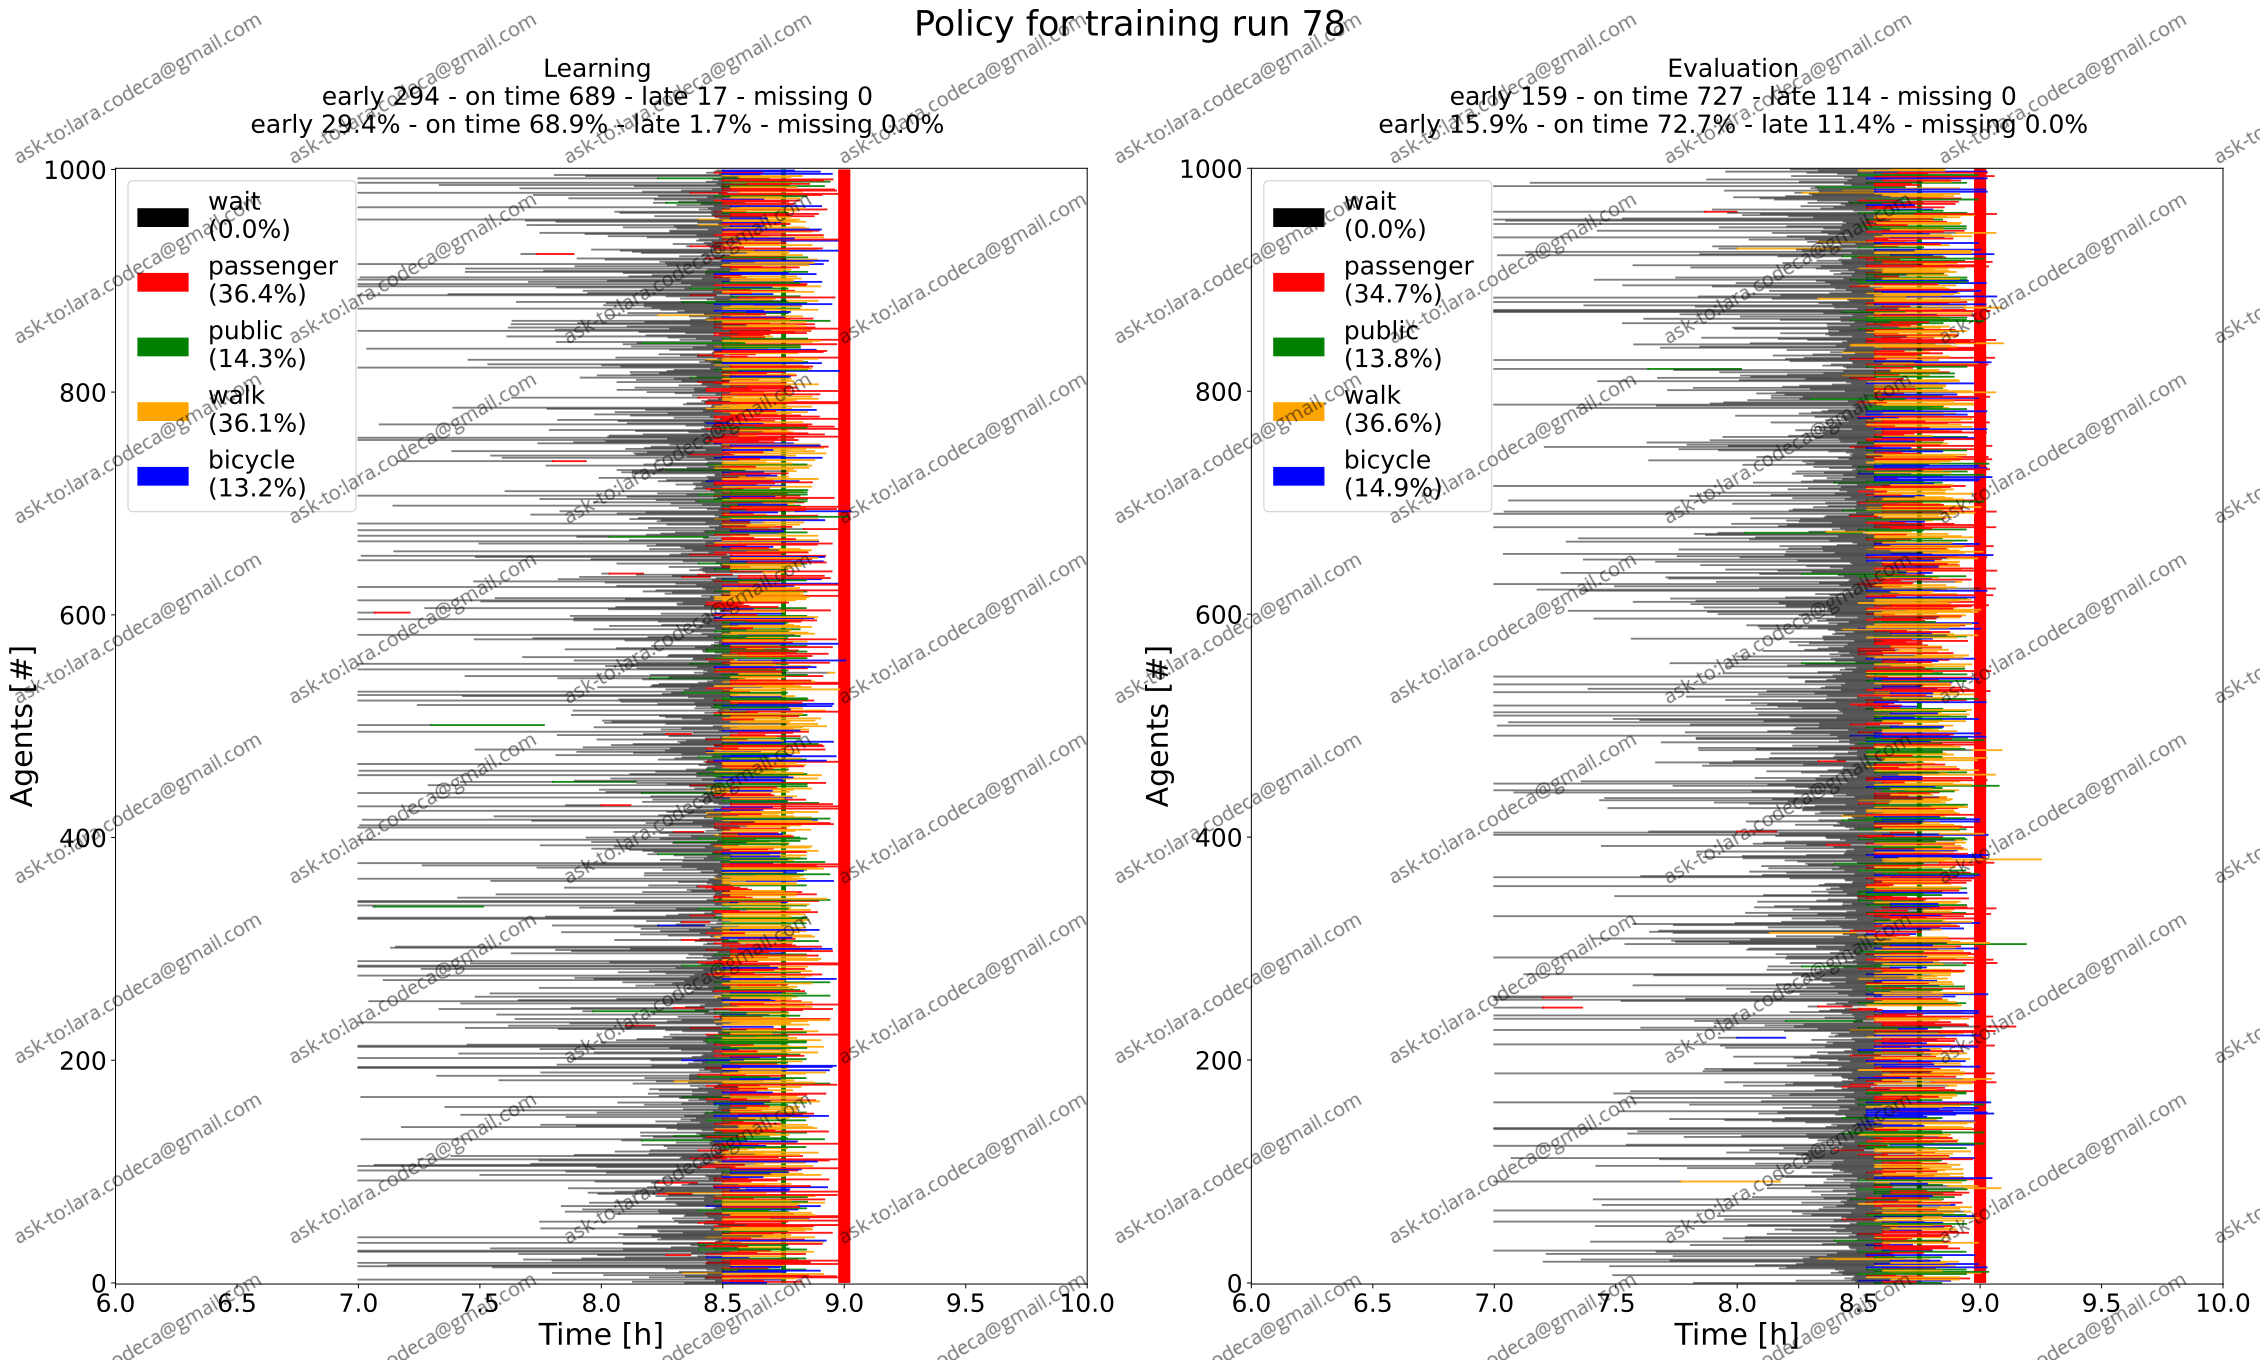 Policy for training run 78
Learning
early 294 - on time 689 - late 17 - missing 0
early 29.4% - on time 68.9% - late 1.7% - missing 0.0%
1000
800
600
400
200
0
Agents [#]
wait
(0.0%)
passenger
(36.4%)
public
(14.3%)
walk
(36.1%)
bicycle
(13.2%)
6.0 6.5 7.0 7.5 8.0 8.5 9.0 9.5 10.0
Time [h]
Evaluation
early 159 - on time 727 - late 114 - missing 0
early 15.9% - on time 72.7% - late 11.4% - missing 0.0%
1000
800
600
400
200
0
Agents [#]
wait
(0.0%)
passenger
(34.7%)
public
(13.8%)
walk
(36.6%)
bicycle
(14.9%)
6.0 6.5 7.0 7.5 8.0 8.5 9.0 9.5 10.0
Time [h]
ask-to:lara.codeca@gmail.com